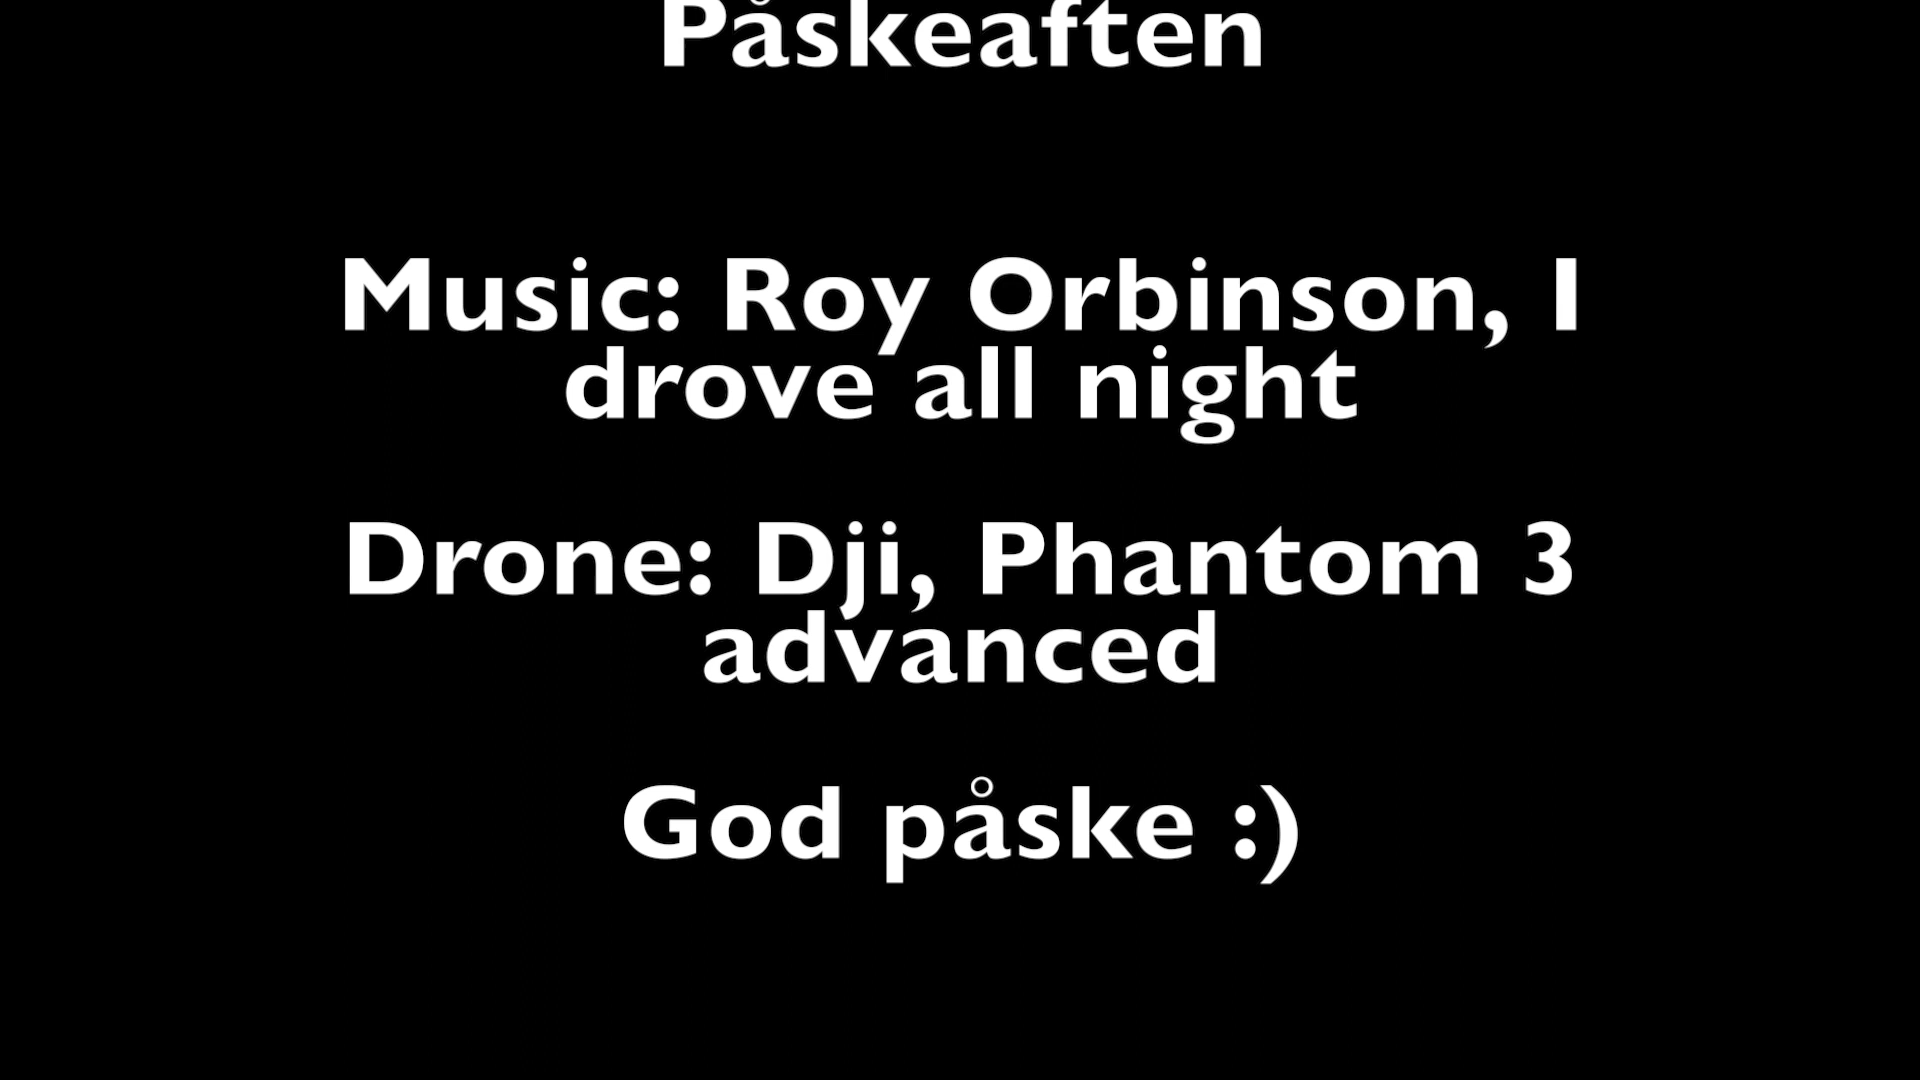 Påskeaften
Music: Roy Orbinson, I
drove all night
Drone: Dji, Phantom 3
advanced
God påske :)